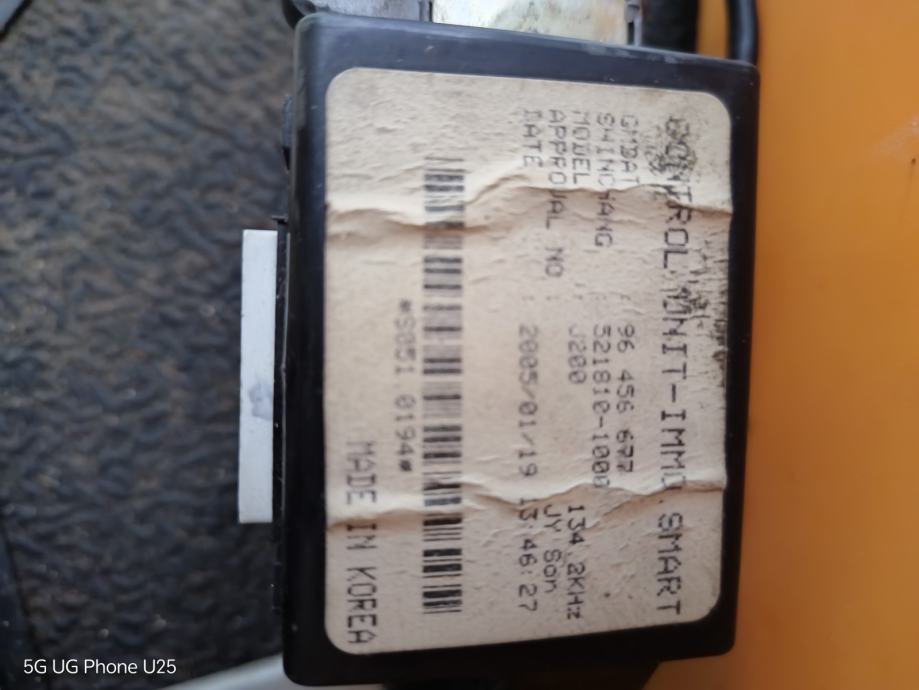 CONTROL UNIT-IMMO.SMART
GMDAT : 96 456 677
SHINCHANG : 521810-1000
MODEL : J200 134.2KHz
APPROVAL NO : JY Son
DATE : 2005/01/19 13:46:27
*S051 0194*
MADE IN KOREA
5G UG Phone U25